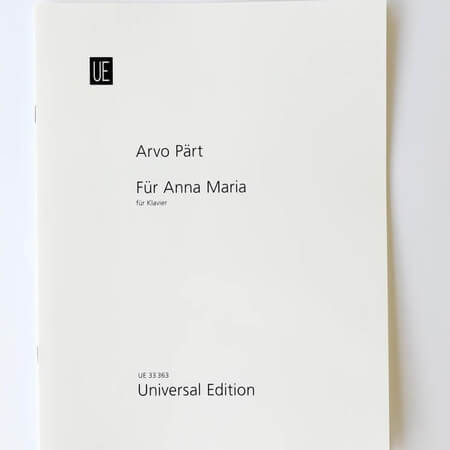 UE
Arvo Pärt
Für Anna Maria
für Klavier
UE 33 363
Universal Edition